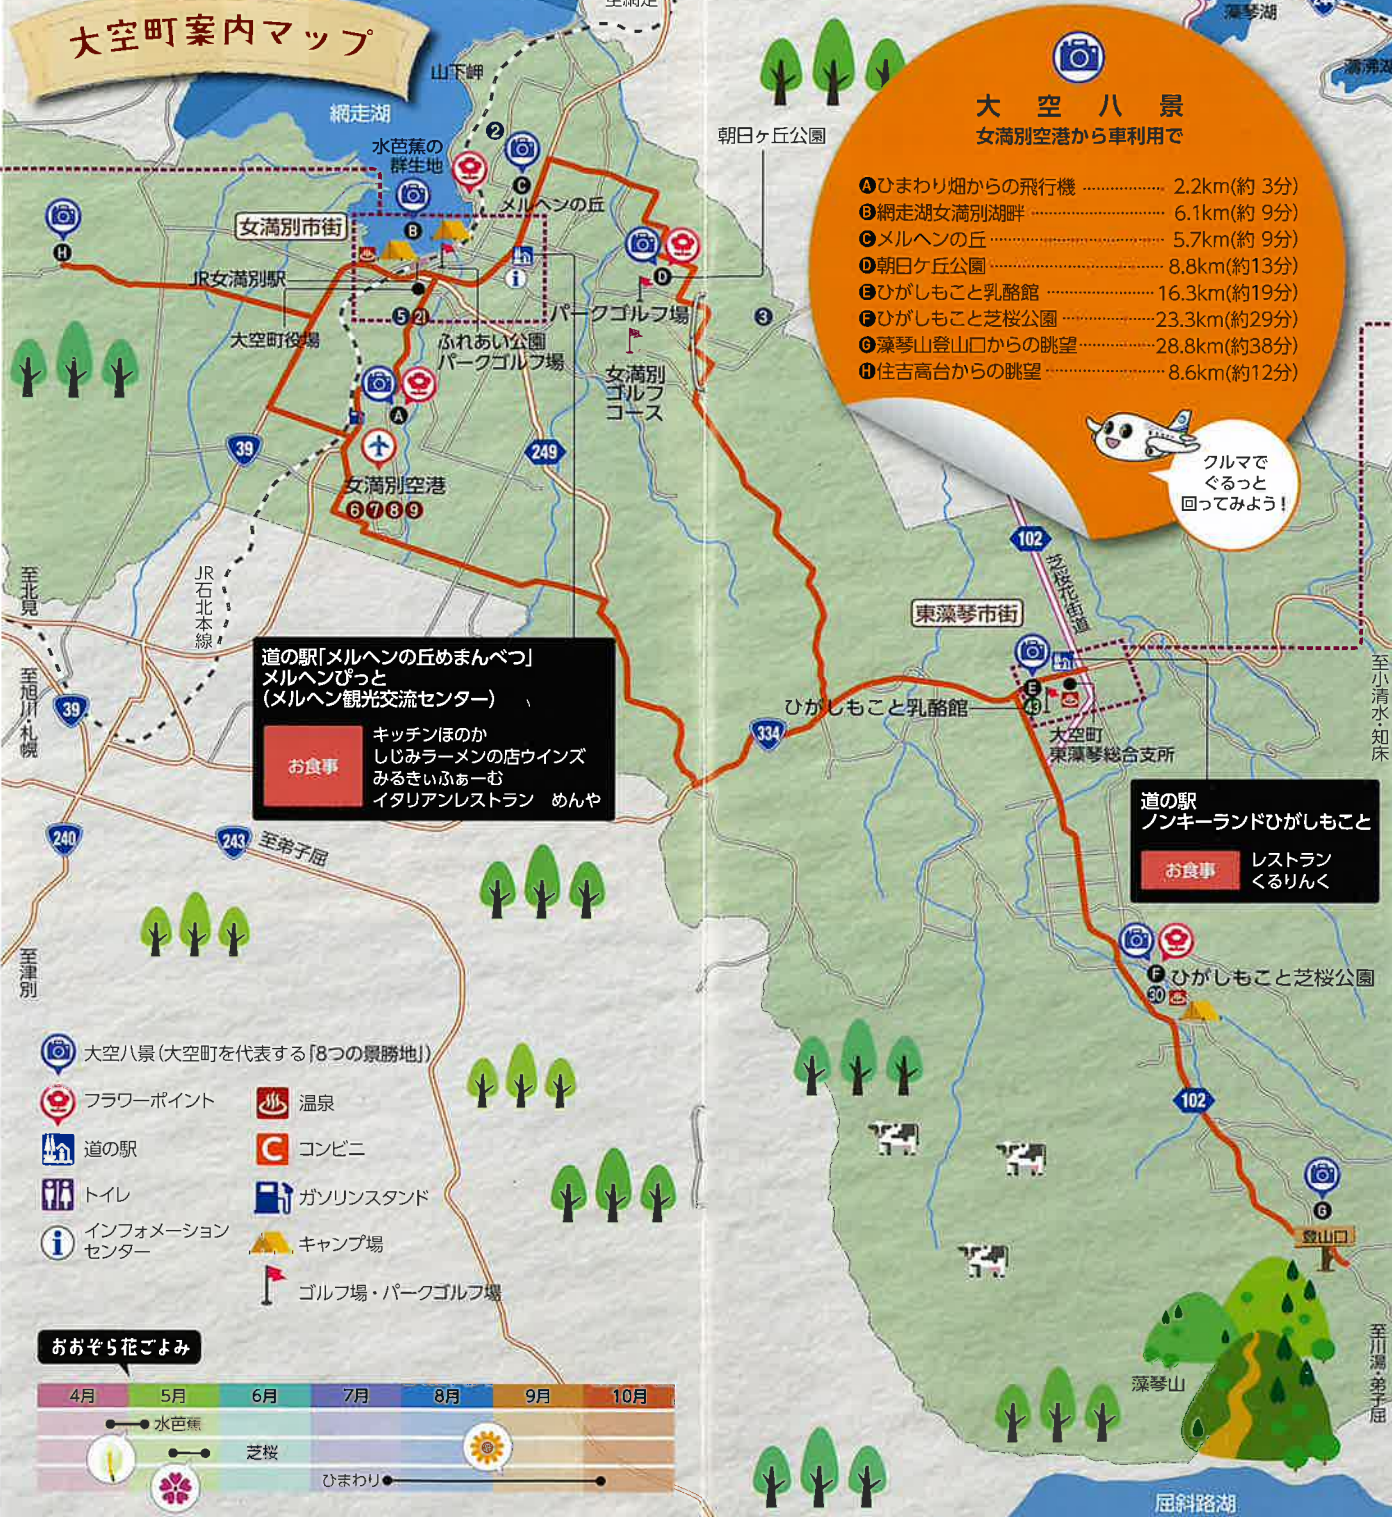 大空町案内マップ
至網走
山下岬
網走湖
水芭蕉の
群生地
2
C
メルヘンの丘
B
女満別市街
H
JR女満別駅
大空町役場
5
21
ふれあい公園
パークゴルフ場
朝日ヶ丘公園
D
パークゴルフ場
3
女満別
ゴルフ
コース
A
39
249
女満別空港
6 7 8 9
藻琴湖
濤沸湖
大空八景
女満別空港から車利用で
Aひまわり畑からの飛行機 2.2km(約 3分)
B網走湖女満別湖畔 6.1km(約 9分)
Cメルヘンの丘 5.7km(約 9分)
D朝日ケ丘公園 8.8km(約13分)
Eひがしもこと乳酪館 16.3km(約19分)
Fひがしもこと芝桜公園 23.3km(約29分)
G藻琴山登山口からの眺望 28.8km(約38分)
H住吉高台からの眺望 8.6km(約12分)
クルマで
ぐるっと
回ってみよう!
102
芝桜花街道
東藻琴市街
至北見
JR石北本線
至旭川・札幌
39
道の駅「メルヘンの丘めまんべつ」
メルヘンぴっと
(メルヘン観光交流センター)
お食事
キッチンほのか
しじみラーメンの店ウインズ
みるきぃふぁーむ
イタリアンレストラン めんや
E
ひがしもこと乳酪館
334
大空町
東藻琴総合支所
至小清水・知床
道の駅
ノンキーランドひがしもこと
お食事
レストラン
くるりんく
240
243
至弟子屈
至津別
F
ひがしもこと芝桜公園
30
102
G
登山口
藻琴山
至川湯・弟子屈
屈斜路湖
大空八景(大空町を代表する「8つの景勝地」)
フラワーポイント
温泉
道の駅
C
コンビニ
トイレ
ガソリンスタンド
i
インフォメーション
センター
キャンプ場
ゴルフ場・パークゴルフ場
おおぞら花ごよみ
4月 5月 6月 7月 8月 9月 10月
水芭蕉
芝桜
ひまわり